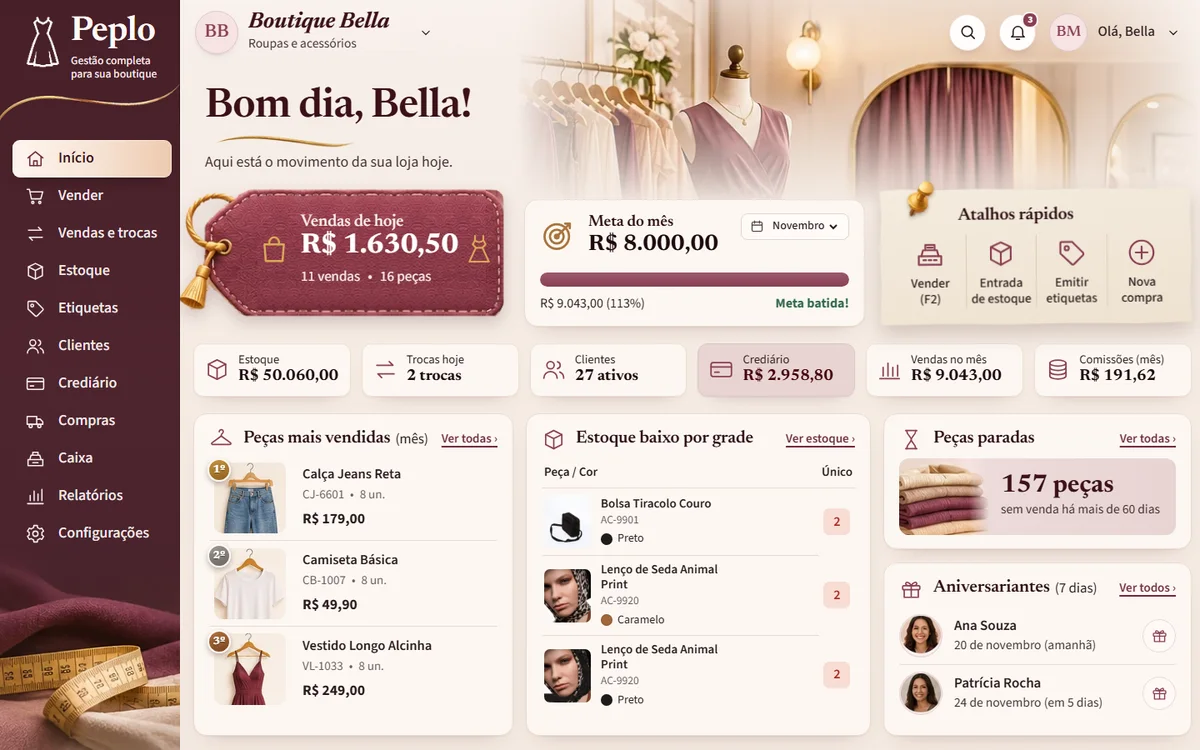 Peplo
Gestão completa
para sua boutique
Início
Vender
Vendas e trocas
Estoque
Etiquetas
Clientes
Crediário
Compras
Caixa
Relatórios
Configurações
BB
Boutique Bella
Roupas e acessórios
3
BM
Olá, Bella
Bom dia, Bella!
Aqui está o movimento da sua loja hoje.
Vendas de hoje
R$ 1.630,50
11 vendas • 16 peças
Meta do mês
R$ 8.000,00
Novembro
R$ 9.043,00 (113%)
Meta batida!
Atalhos rápidos
Vender
(F2)
Entrada
de estoque
Emitir
etiquetas
Nova
compra
Estoque
R$ 50.060,00
Trocas hoje
2 trocas
Clientes
27 ativos
Crediário
R$ 2.958,80
Vendas no mês
R$ 9.043,00
Comissões (mês)
R$ 191,62
Peças mais vendidas (mês)
Ver todas ›
1º
Calça Jeans Reta
CJ-6601 • 8 un.
R$ 179,00
2º
Camiseta Básica
CB-1007 • 8 un.
R$ 49,90
3º
Vestido Longo Alcinha
VL-1033 • 8 un.
R$ 249,00
Estoque baixo por grade
Ver estoque ›
Peça / Cor
Único
Bolsa Tiracolo Couro
AC-9901
Preto
2
Lenço de Seda Animal
Print
AC-9920
Caramelo
2
Lenço de Seda Animal
Print
AC-9920
Preto
2
Peças paradas
Ver todas ›
157 peças
sem venda há mais de 60 dias
Aniversariantes (7 dias)
Ver todos ›
Ana Souza
20 de novembro (amanhã)
Patrícia Rocha
24 de novembro (em 5 dias)